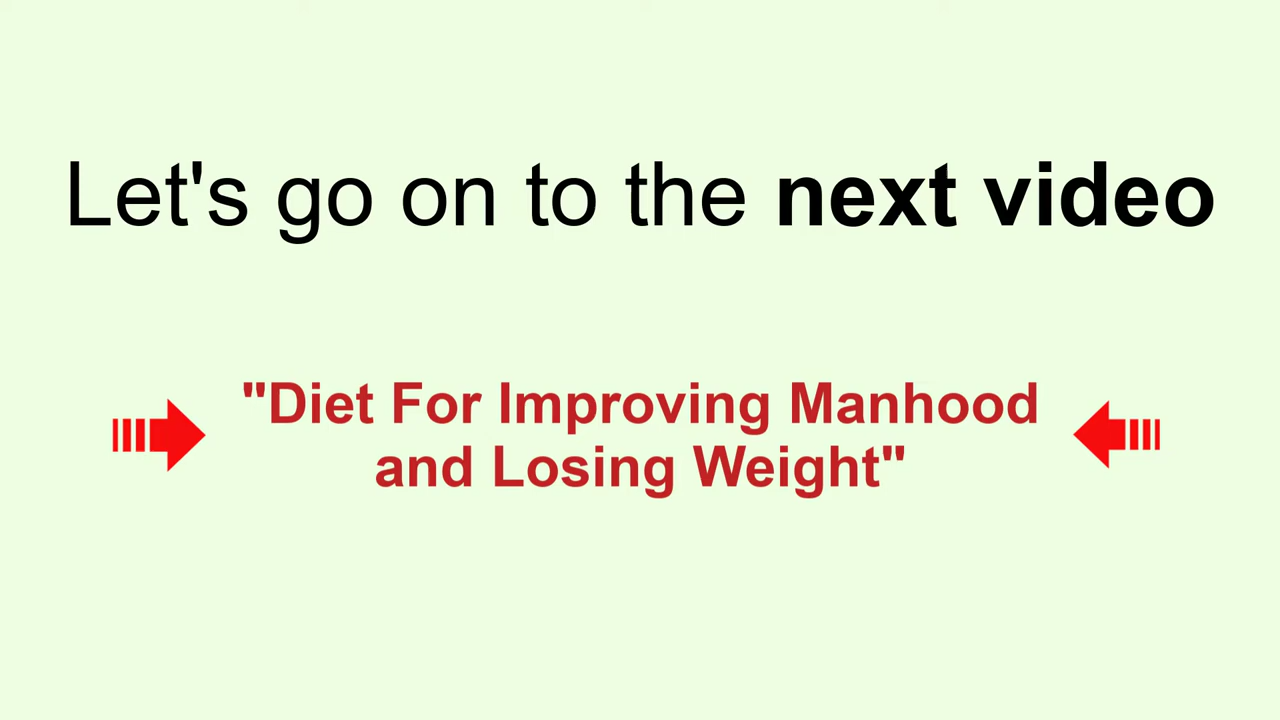 Let's go on to the next video
"Diet For Improving Manhood
and Losing Weight"